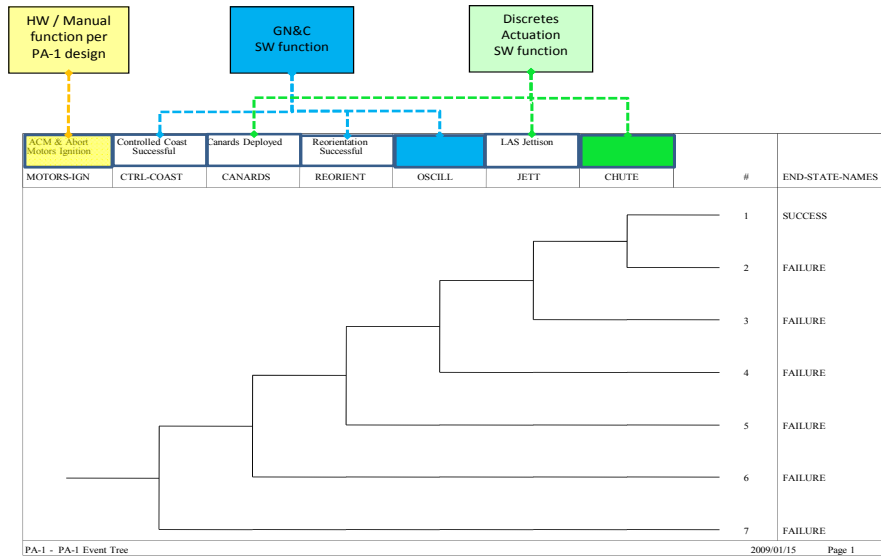 HW / Manual
function per
PA-1 design
GN&C
SW function
Discretes
Actuation
SW function
ACM & Abort
Motors Ignition
Controlled Coast
Successful
Canards Deployed
Reorientation
Successful
LAS Jettison
MOTORS-IGN
CTRL-COAST
CANARDS
REORIENT
OSCILL
JETT
CHUTE
#
END-STATE-NAMES
1
SUCCESS
2
FAILURE
3
FAILURE
4
FAILURE
5
FAILURE
6
FAILURE
7
FAILURE
PA-1 - PA-1 Event Tree
2009/01/15
Page 1